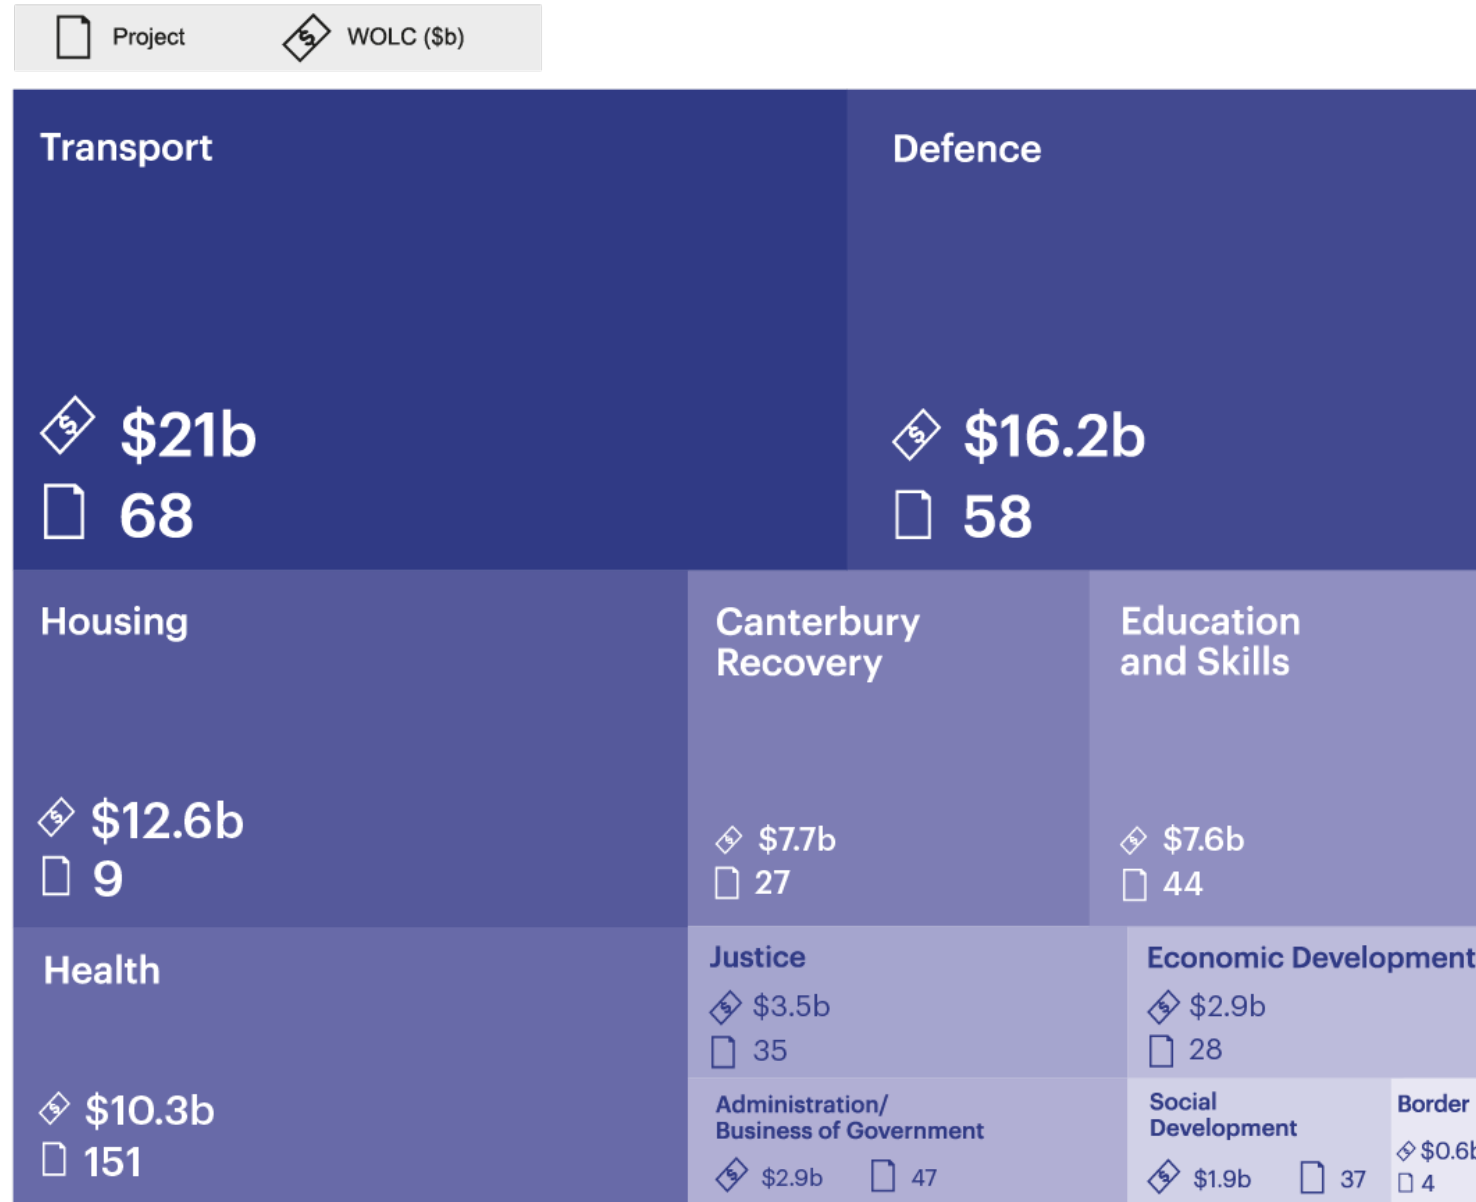 Project WOLC ($b)
Transport
$21b
68
Defence
$16.2b
58
Housing
$12.6b
9
Canterbury
Recovery
$7.7b
27
Education
and Skills
$7.6b
44
Health
$10.3b
151
Justice
$3.5b
35
Economic Development
$2.9b
28
Administration/
Business of Government
$2.9b 47
Social
Development
$1.9b 37
Border
$0.6b
4